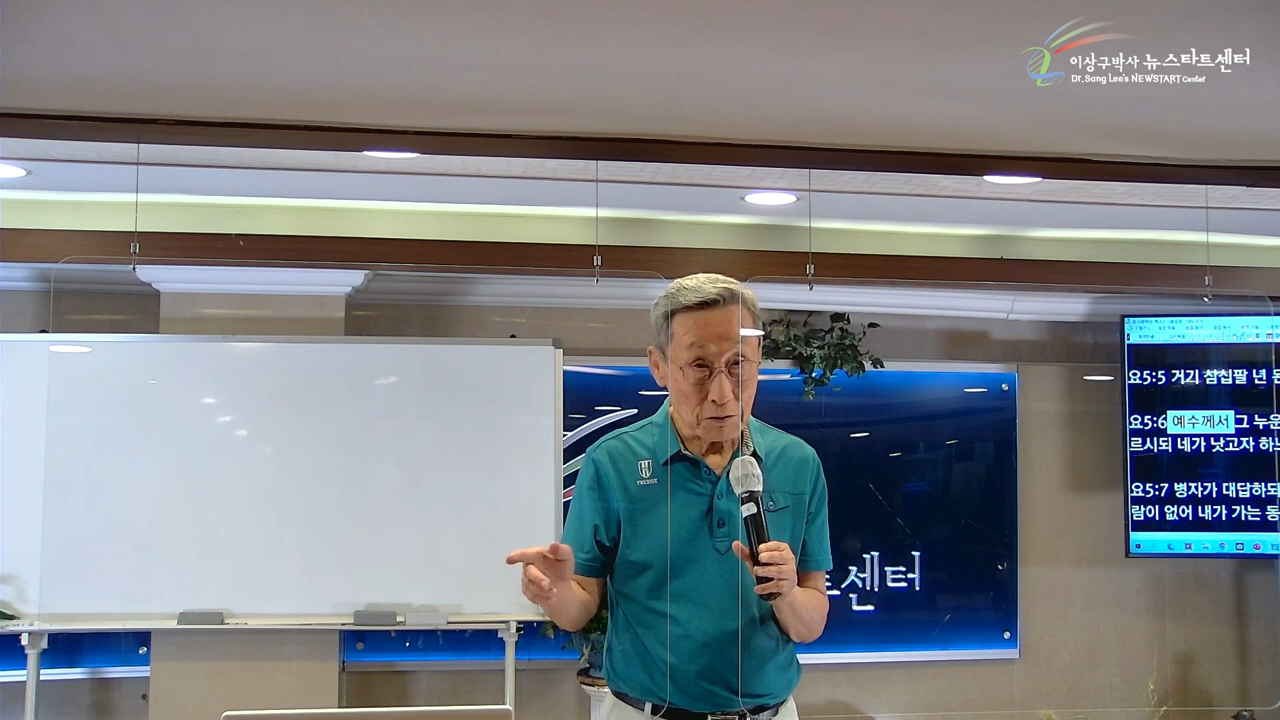 이상구박사 뉴스타트센터
Dr. Sang Lee's NEWSTART Center
요5:5 거기 삼십팔 년
요5:6 예수께서 그 누운
르시되 네가 낫고자 하느
요5:7 병자가 대답하되
람이 없어 내가 가는 동
트센터